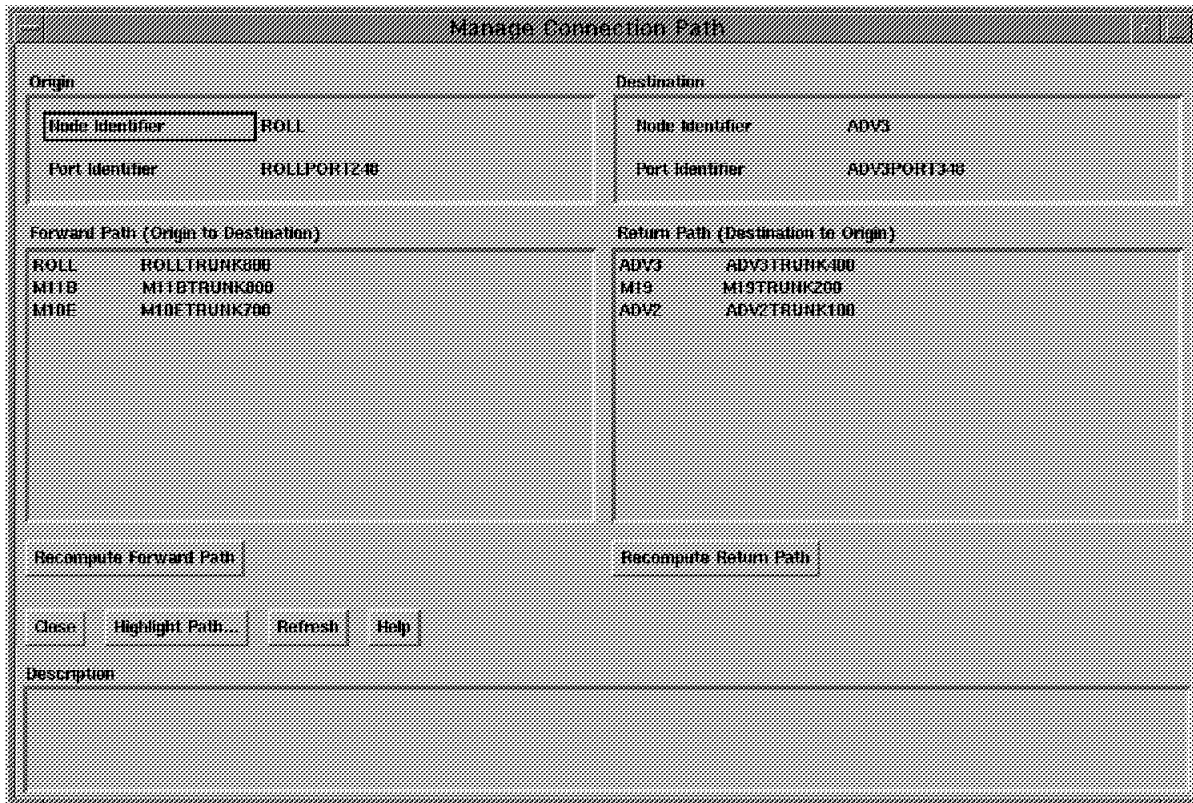 Manage Connection Path
Origin
Node Identifier ROLL
Port Identifier ROLLPORT248
Destination
Node Identifier ADV3
Port Identifier ADV3PORT348
Forward Path (Origin to Destination)
ROLL ROLLTRUNK800
M11B M11BTRUNK800
M10E M10ETRUNK700
Return Path (Destination to Origin)
ADV3 ADV3TRUNK400
M19 M19TRUNK200
ADV2 ADV2TRUNK100
Recompute Forward Path
Recompute Return Path
Close Highlight Path... Refresh Help
Description